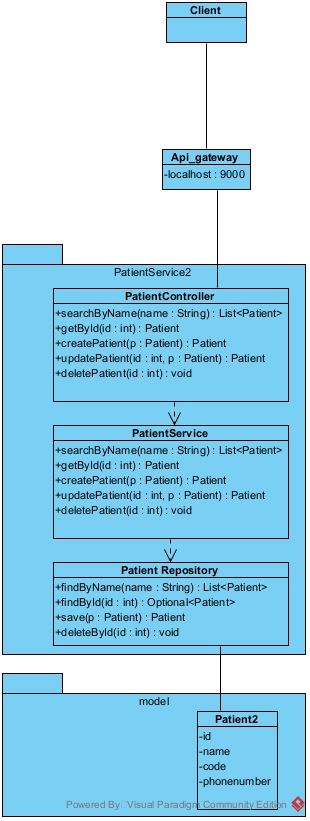 Client
Api_gateway
-localhost : 9000
PatientService2
PatientController
+searchByName(name : String) : List<Patient>
+getById(id : int) : Patient
+createPatient(p : Patient) : Patient
+updatePatient(id : int, p : Patient) : Patient
+deletePatient(id : int) : void
PatientService
+searchByName(name : String) : List<Patient>
+getById(id : int) : Patient
+createPatient(p : Patient) : Patient
+updatePatient(id : int, p : Patient) : Patient
+deletePatient(id : int) : void
Patient Repository
+findByName(name : String) : List<Patient>
+findById(id : int) : Optional<Patient>
+save(p : Patient) : Patient
+deleteById(id : int) : void
model
Patient2
-id
-name
-code
-phonenumber
Powered By Visual Paradigm Community Edition